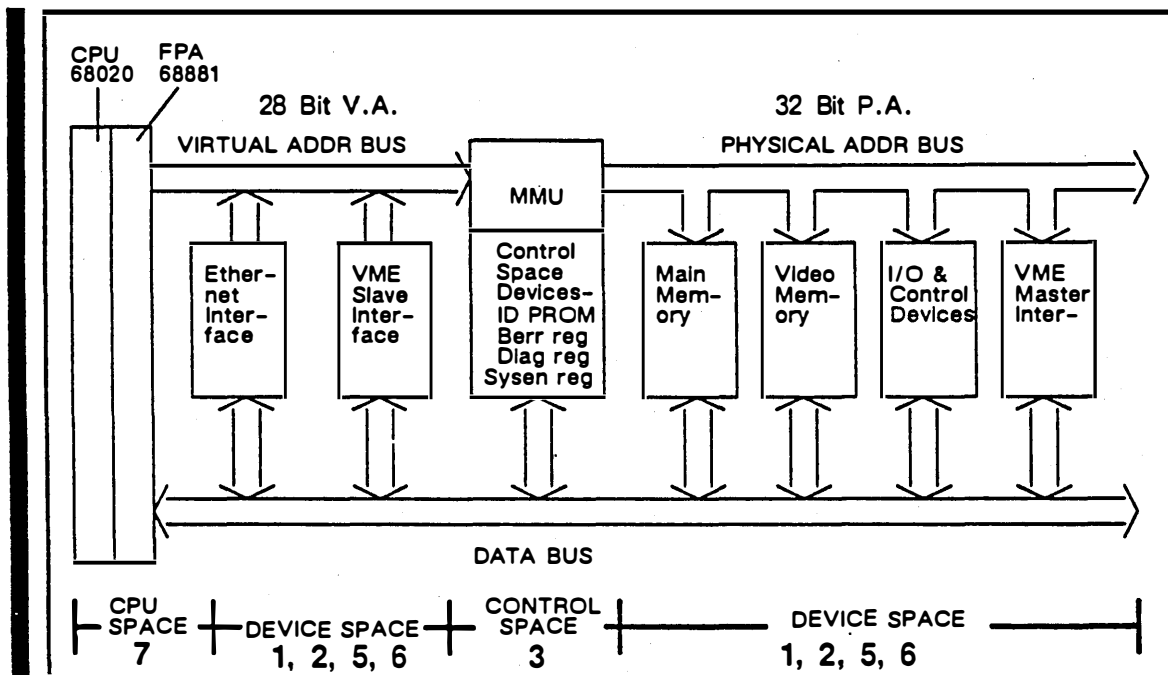 CPU
68020
FPA
68881
28 Bit V.A.
32 Bit P.A.
VIRTUAL ADDR BUS
PHYSICAL ADDR BUS
MMU
Ether-
net
Inter-
face
VME
Slave
Inter-
face
Control
Space
Devices-
ID PROM
Berr reg
Diag reg
Sysen reg
Main
Mem-
ory
Video
Mem-
ory
I/O &
Control
Devices
VME
Master
Inter-
DATA BUS
CPU
SPACE
7
DEVICE SPACE
1, 2, 5, 6
CONTROL
SPACE
3
DEVICE SPACE
1, 2, 5, 6